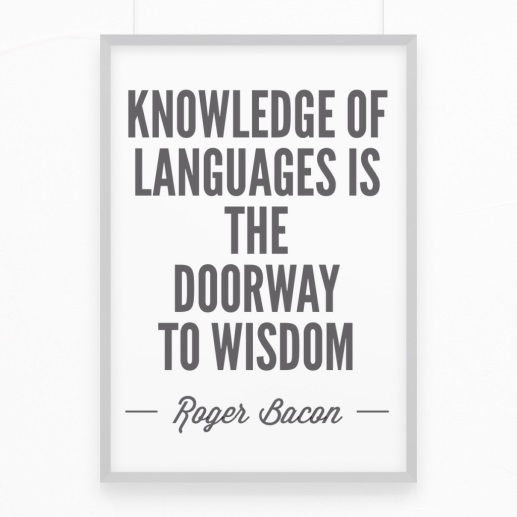 KNOWLEDGE OF
LANGUAGES IS
THE
DOORWAY
TO WISDOM
— Roger Bacon —